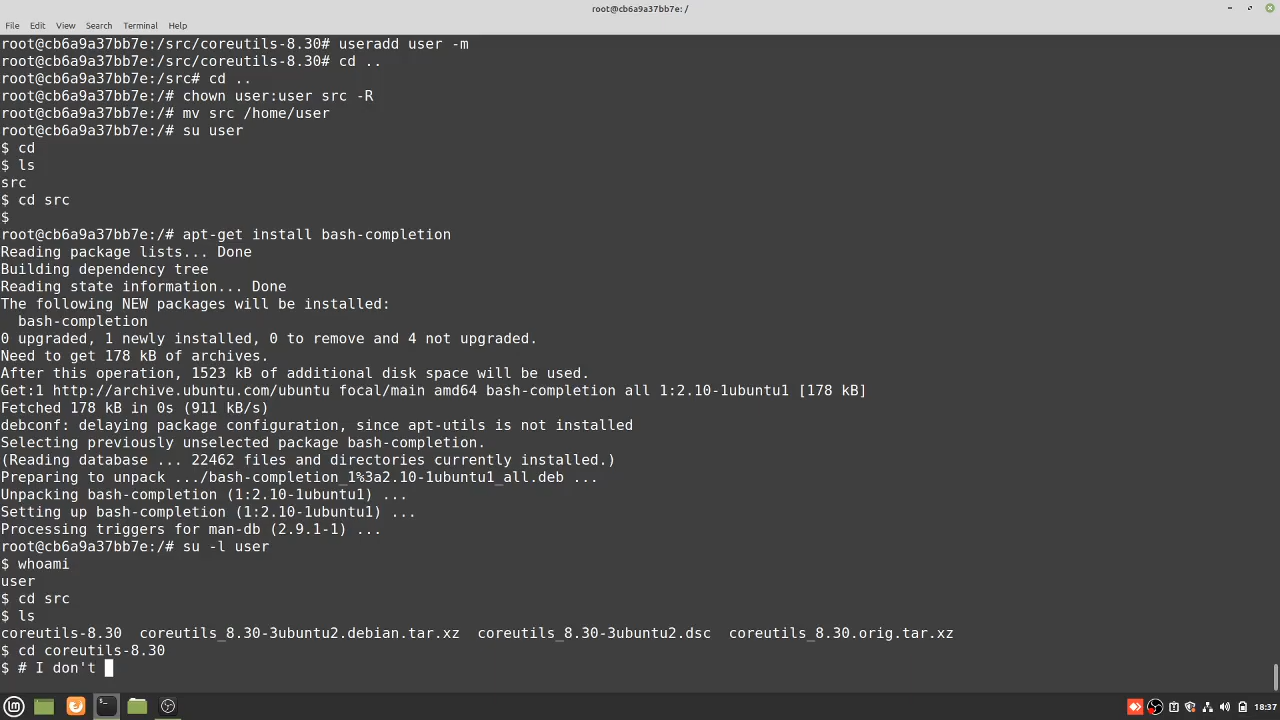 root@cb6a9a37bb7e: /
File Edit View Search Terminal Help
root@cb6a9a37bb7e:/src/coreutils-8.30# useradd user -m
root@cb6a9a37bb7e:/src/coreutils-8.30# cd ..
root@cb6a9a37bb7e:/src# cd ..
root@cb6a9a37bb7e:/# chown user:user src -R
root@cb6a9a37bb7e:/# mv src /home/user
root@cb6a9a37bb7e:/# su user
$ cd
$ ls
src
$ cd src
$
root@cb6a9a37bb7e:/# apt-get install bash-completion
Reading package lists... Done
Building dependency tree
Reading state information... Done
The following NEW packages will be installed:
  bash-completion
0 upgraded, 1 newly installed, 0 to remove and 4 not upgraded.
Need to get 178 kB of archives.
After this operation, 1523 kB of additional disk space will be used.
Get:1 http://archive.ubuntu.com/ubuntu focal/main amd64 bash-completion all 1:2.10-1ubuntu1 [178 kB]
Fetched 178 kB in 0s (911 kB/s)
debconf: delaying package configuration, since apt-utils is not installed
Selecting previously unselected package bash-completion.
(Reading database ... 22462 files and directories currently installed.)
Preparing to unpack .../bash-completion_1%3a2.10-1ubuntu1_all.deb ...
Unpacking bash-completion (1:2.10-1ubuntu1) ...
Setting up bash-completion (1:2.10-1ubuntu1) ...
Processing triggers for man-db (2.9.1-1) ...
root@cb6a9a37bb7e:/# su -l user
$ whoami
user
$ cd src
$ ls
coreutils-8.30  coreutils_8.30-3ubuntu2.debian.tar.xz  coreutils_8.30-3ubuntu2.dsc  coreutils_8.30.orig.tar.xz
$ cd coreutils-8.30
$ # I don't
18:37